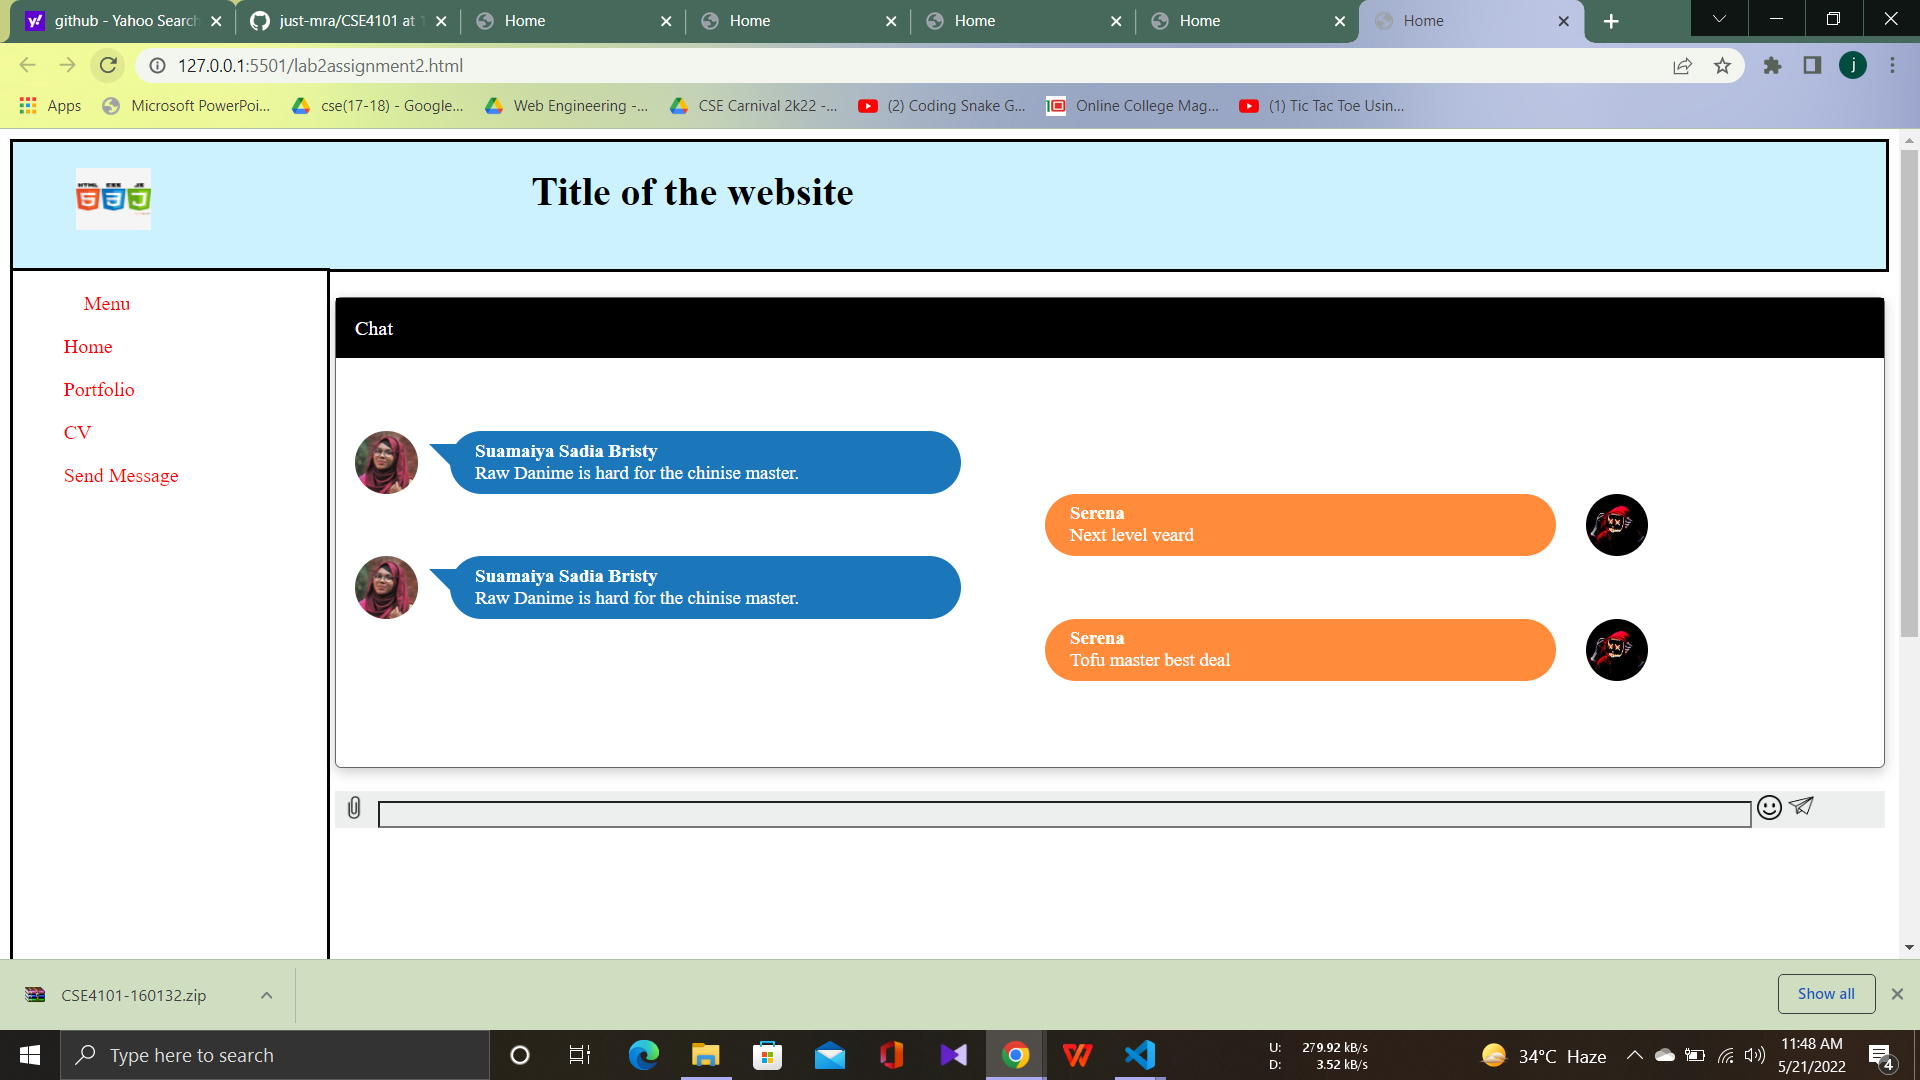 github - Yahoo Search
just-mra/CSE4101 at
Home
Home
Home
Home
Home
127.0.0.1:5501/lab2assignment2.html
j
Apps
Microsoft PowerPoi...
cse(17-18) - Google...
Web Engineering -...
CSE Carnival 2k22 -...
(2) Coding Snake G...
Online College Mag...
(1) Tic Tac Toe Usin...
HTML CSS JS
Title of the website
Menu
Home
Portfolio
CV
Send Message
Chat
Suamaiya Sadia Bristy
Raw Danime is hard for the chinise master.
Serena
Next level veard
Suamaiya Sadia Bristy
Raw Danime is hard for the chinise master.
Serena
Tofu master best deal
CSE4101-160132.zip
Show all
Type here to search
U: 279.92 kB/s
D: 3.52 kB/s
34°C Haze
11:48 AM
5/21/2022
4